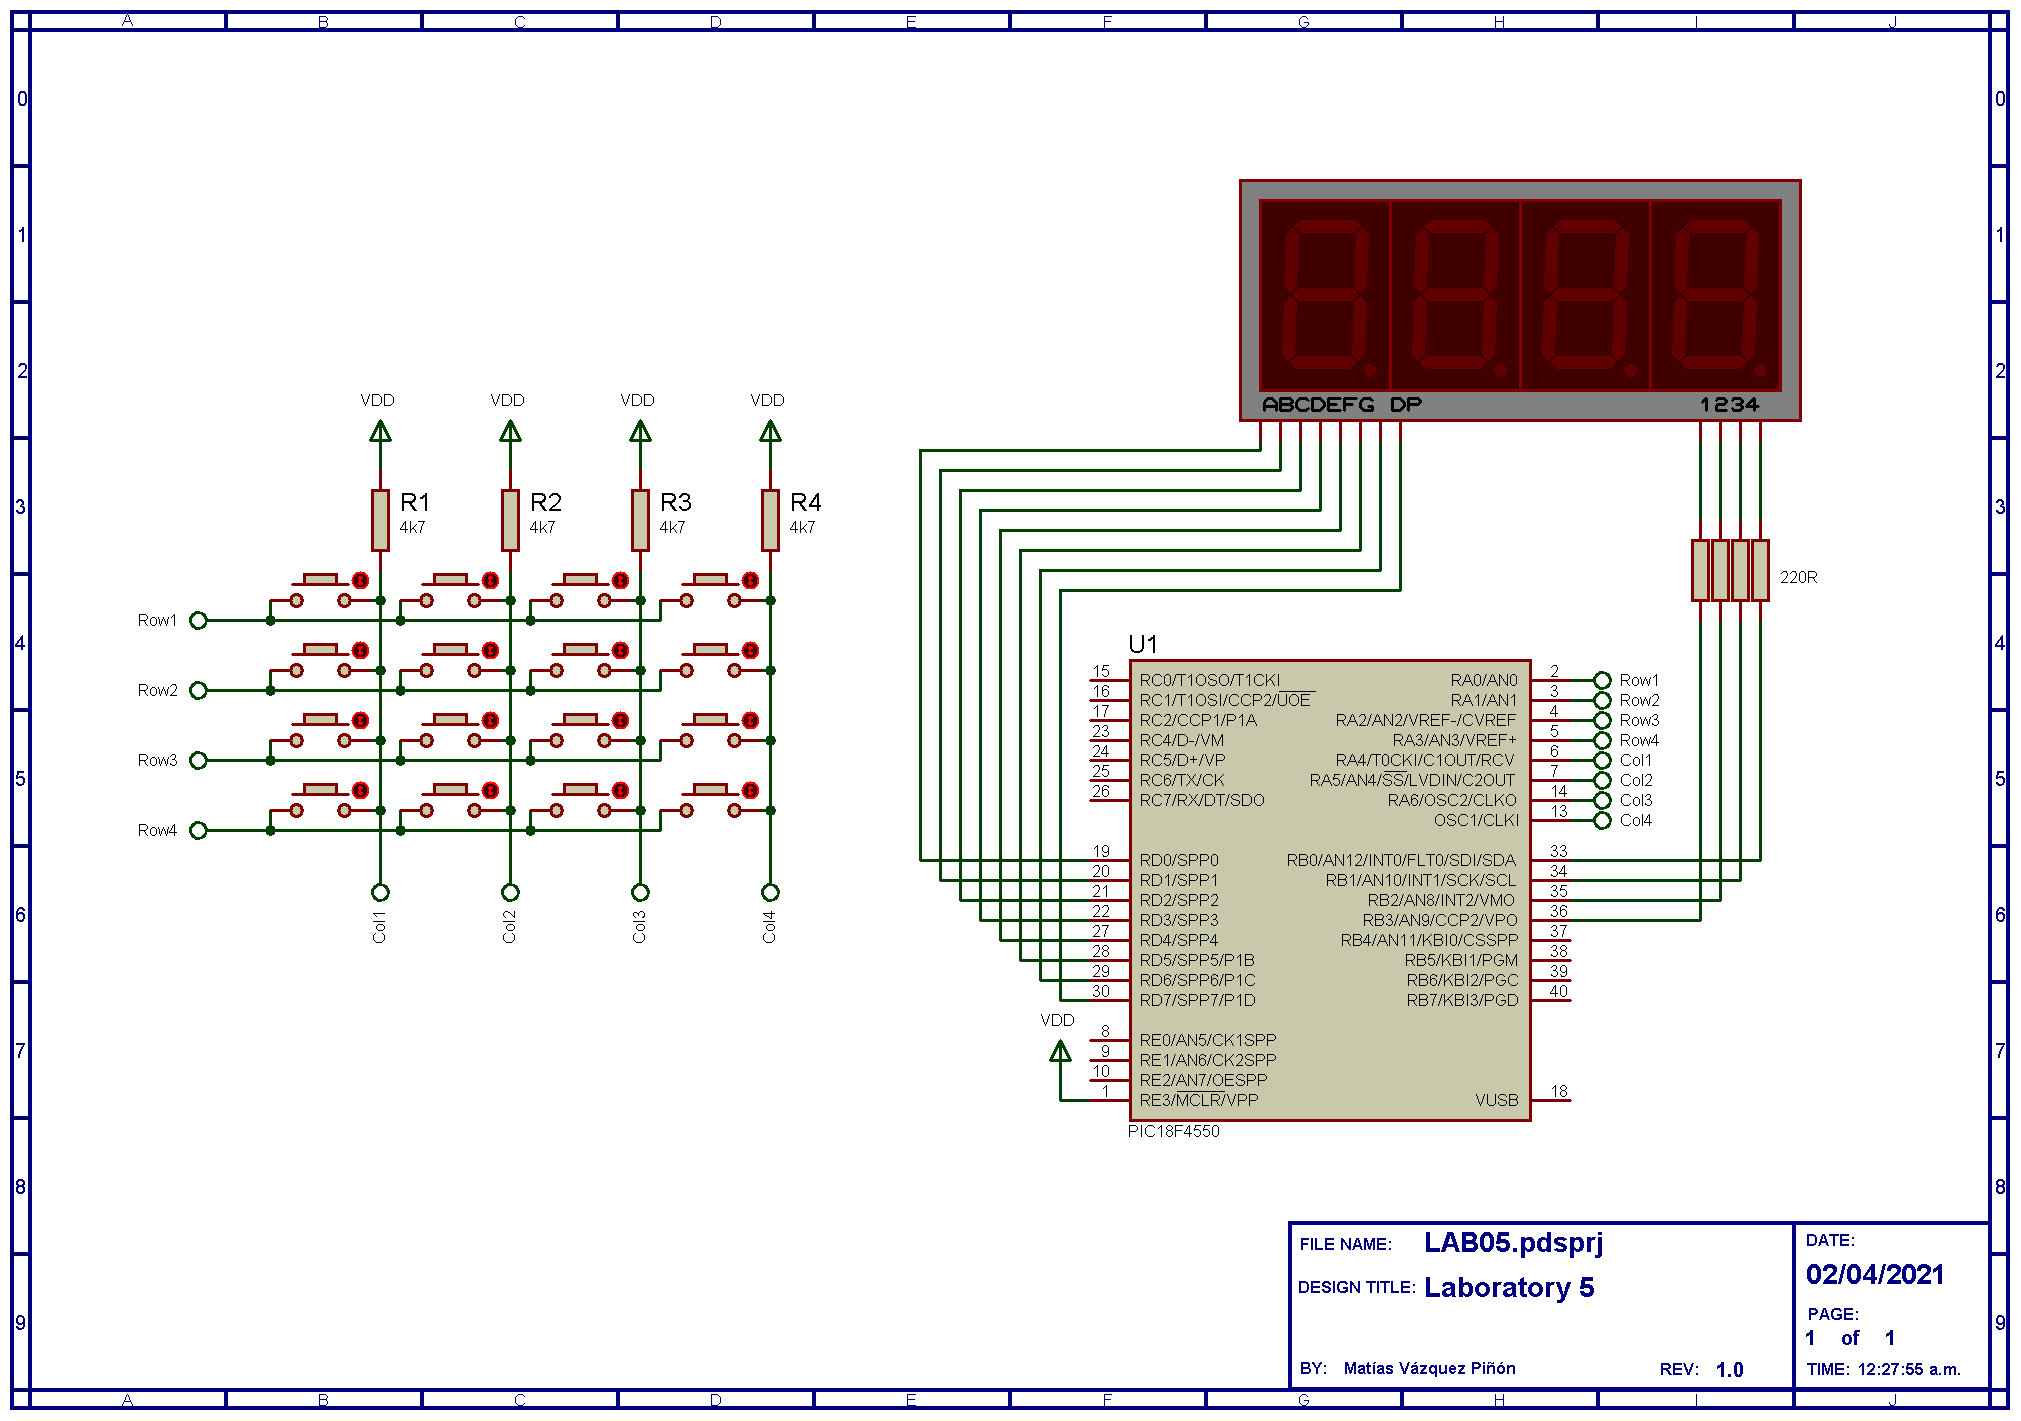 A B C D E F G H I J
0 0
1 1
ABCDEFG DP 1234
2 2
VDD VDD VDD VDD
3 3
R1 R2 R3 R4
4k7 4k7 4k7 4k7
220R
Row1
4 4
Row2
Row3
5 5
Row4
6 6
Col1 Col2 Col3 Col4
U1
15 RC0/T1OSO/T1CKI RA0/AN0 2 Row1
16 RC1/T1OSI/CCP2/UOE RA1/AN1 3 Row2
17 RC2/CCP1/P1A RA2/AN2/VREF-/CVREF 4 Row3
23 RC4/D-/VM RA3/AN3/VREF+ 5 Row4
24 RC5/D+/VP RA4/T0CKI/C1OUT/RCV 6 Col1
25 RC6/TX/CK RA5/AN4/SS/LVDIN/C2OUT 7 Col2
26 RC7/RX/DT/SDO RA6/OSC2/CLKO 14 Col3
OSC1/CLKI 13 Col4
19 RD0/SPP0 RB0/AN12/INT0/FLT0/SDI/SDA 33
20 RD1/SPP1 RB1/AN10/INT1/SCK/SCL 34
21 RD2/SPP2 RB2/AN8/INT2/VMO 35
22 RD3/SPP3 RB3/AN9/CCP2/VPO 36
27 RD4/SPP4 RB4/AN11/KBI0/CSSPP 37
28 RD5/SPP5/P1B RB5/KBI1/PGM 38
29 RD6/SPP6/P1C RB6/KBI2/PGC 39
30 RD7/SPP7/P1D RB7/KBI3/PGD 40
VDD
7 7
8 RE0/AN5/CK1SPP
9 RE1/AN6/CK2SPP
10 RE2/AN7/OESPP
1 RE3/MCLR/VPP VUSB 18
PIC18F4550
8 8
FILE NAME: LAB05.pdsprj
DESIGN TITLE: Laboratory 5
BY: Matías Vázquez Piñón REV: 1.0
DATE:
02/04/2021
PAGE:
1 of 1
TIME: 12:27:55 a.m.
9 9
A B C D E F G H I J